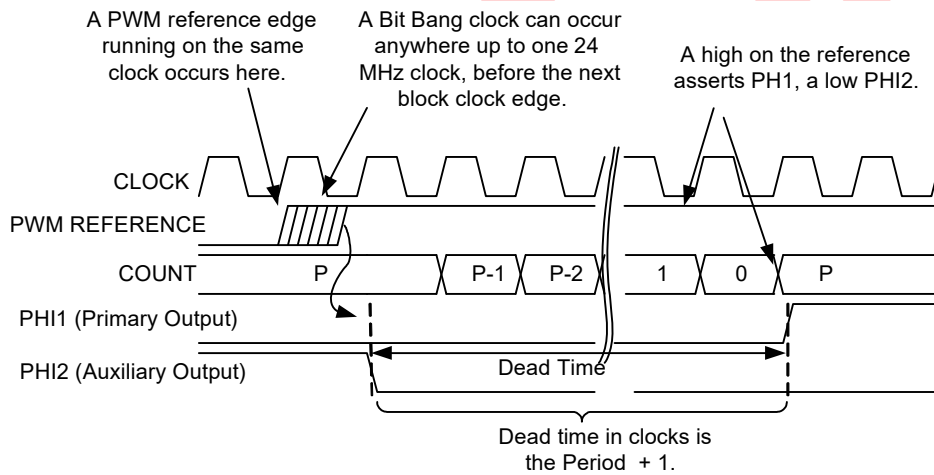 A PWM reference edge
running on the same
clock occurs here.
A Bit Bang clock can occur
anywhere up to one 24
MHz clock, before the next
block clock edge.
A high on the reference
asserts PH1, a low PHI2.
CLOCK
PWM REFERENCE
COUNT
P
P-1
P-2
1
0
P
PHI1 (Primary Output)
PHI2 (Auxiliary Output)
Dead Time
Dead time in clocks is
the Period + 1.